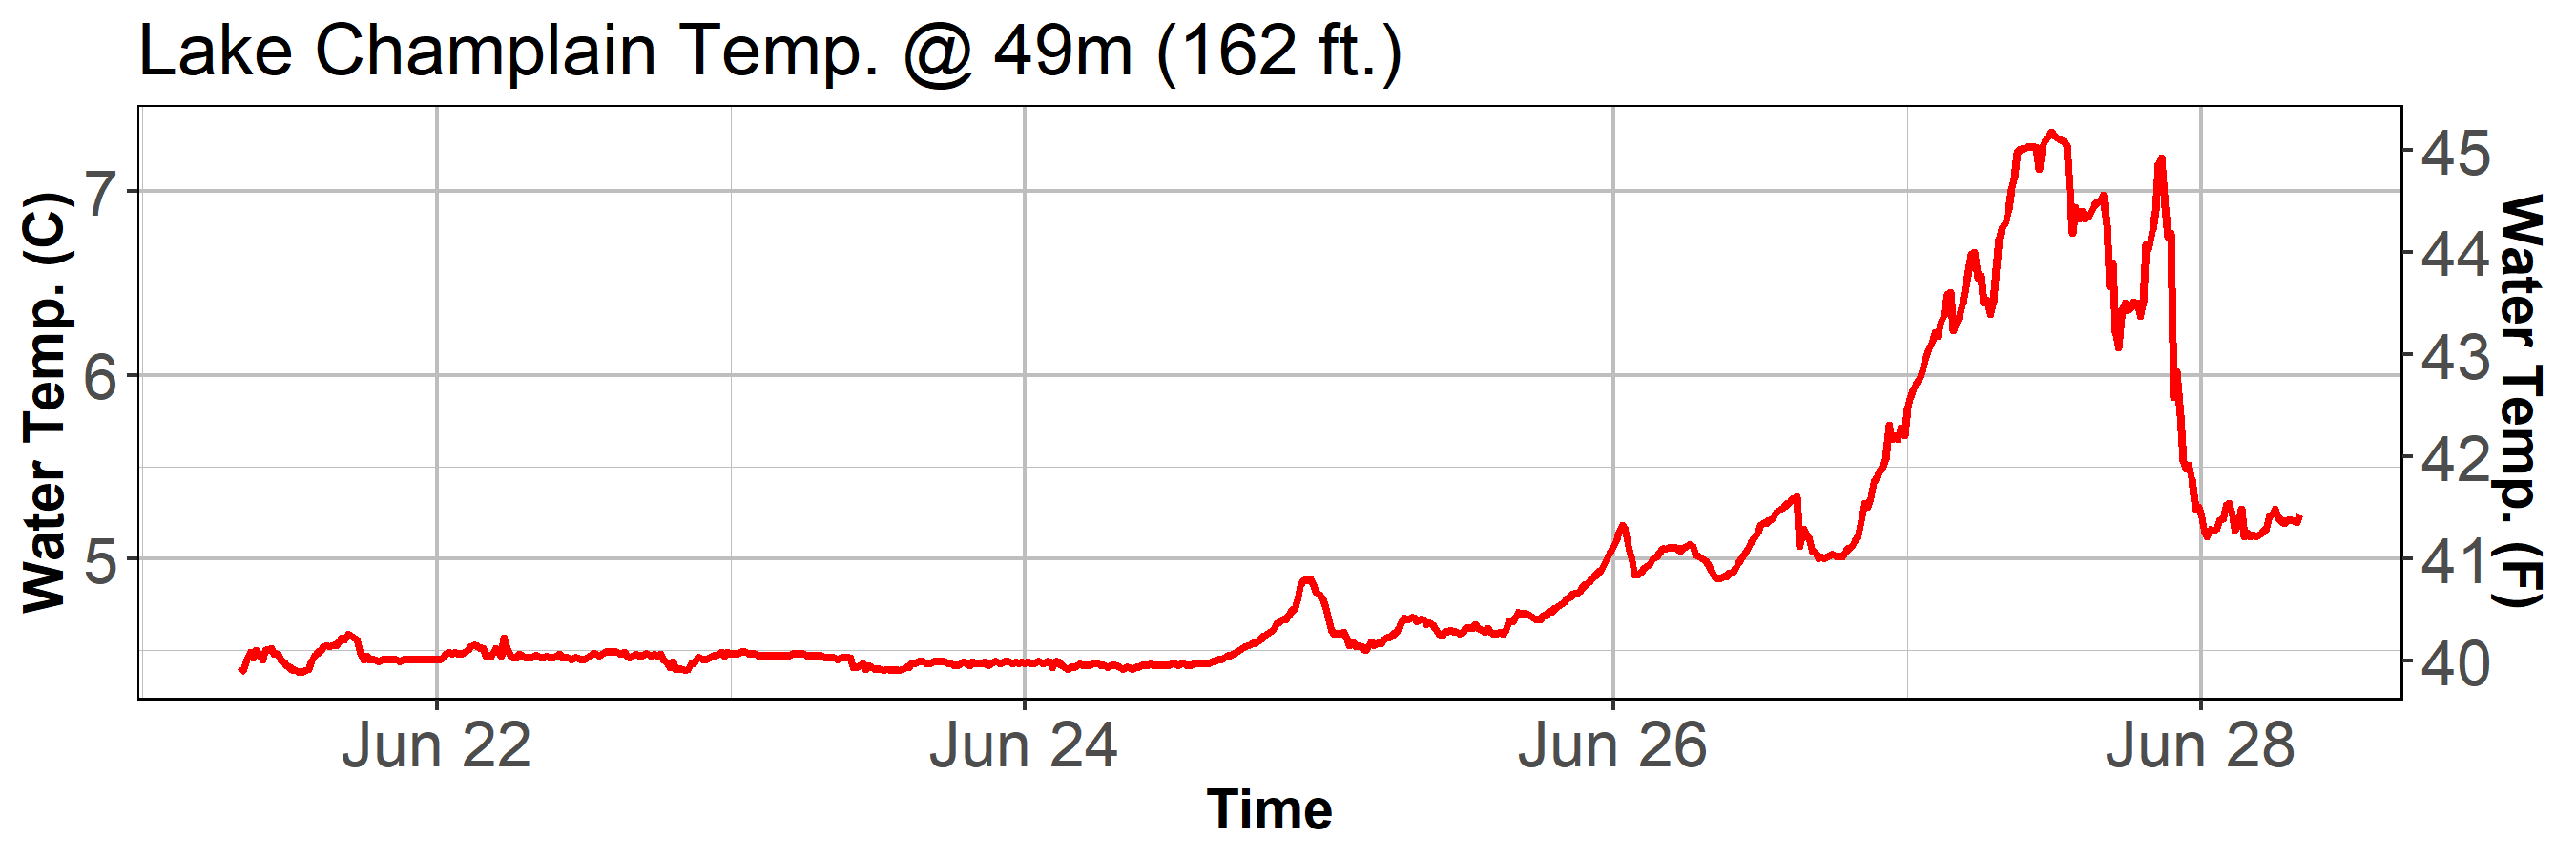 Lake Champlain Temp. @ 49m (162 ft.)
Water Temp. (C)
7
6
5
45
44
43
42
41
40
Water Temp. (F)
Jun 22
Jun 24
Jun 26
Jun 28
Time